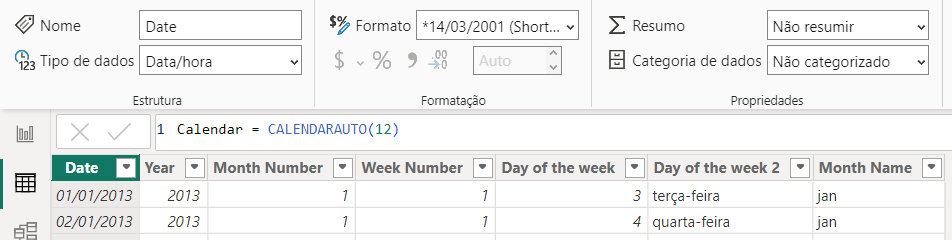 Nome Date Formato *14/03/2001 (Short... Resumo Não resumir
Tipo de dados Data/hora $ % Auto Categoria de dados Não categorizado
Estrutura Formatação Propriedades
1 Calendar = CALENDARAUTO(12)
Date Year Month Number Week Number Day of the week Day of the week 2 Month Name
01/01/2013 2013 1 1 3 terça-feira jan
02/01/2013 2013 1 1 4 quarta-feira jan